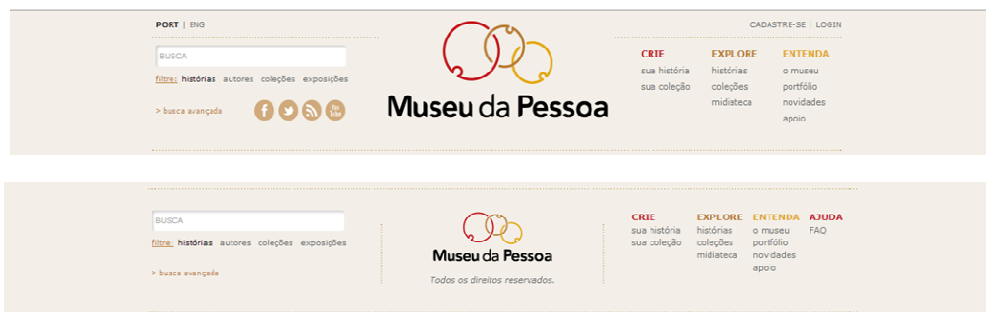 PORT | ENG
BUSCA
filtre: histórias autores coleções exposições
> busca avançada
You Tube
Museu da Pessoa
CADASTRE-SE | LOGIN
CRIE
sua história
sua coleção
EXPLORE
histórias
coleções
midiateca
ENTENDA
o museu
portfólio
novidades
apoio
BUSCA
filtre: histórias autores coleções exposições
> busca avançada
Museu da Pessoa
Todos os direitos reservados.
CRIE
sua história
sua coleção
EXPLORE
histórias
coleções
midiateca
ENTENDA
o museu
portfólio
novidades
apoio
AJUDA
FAQ